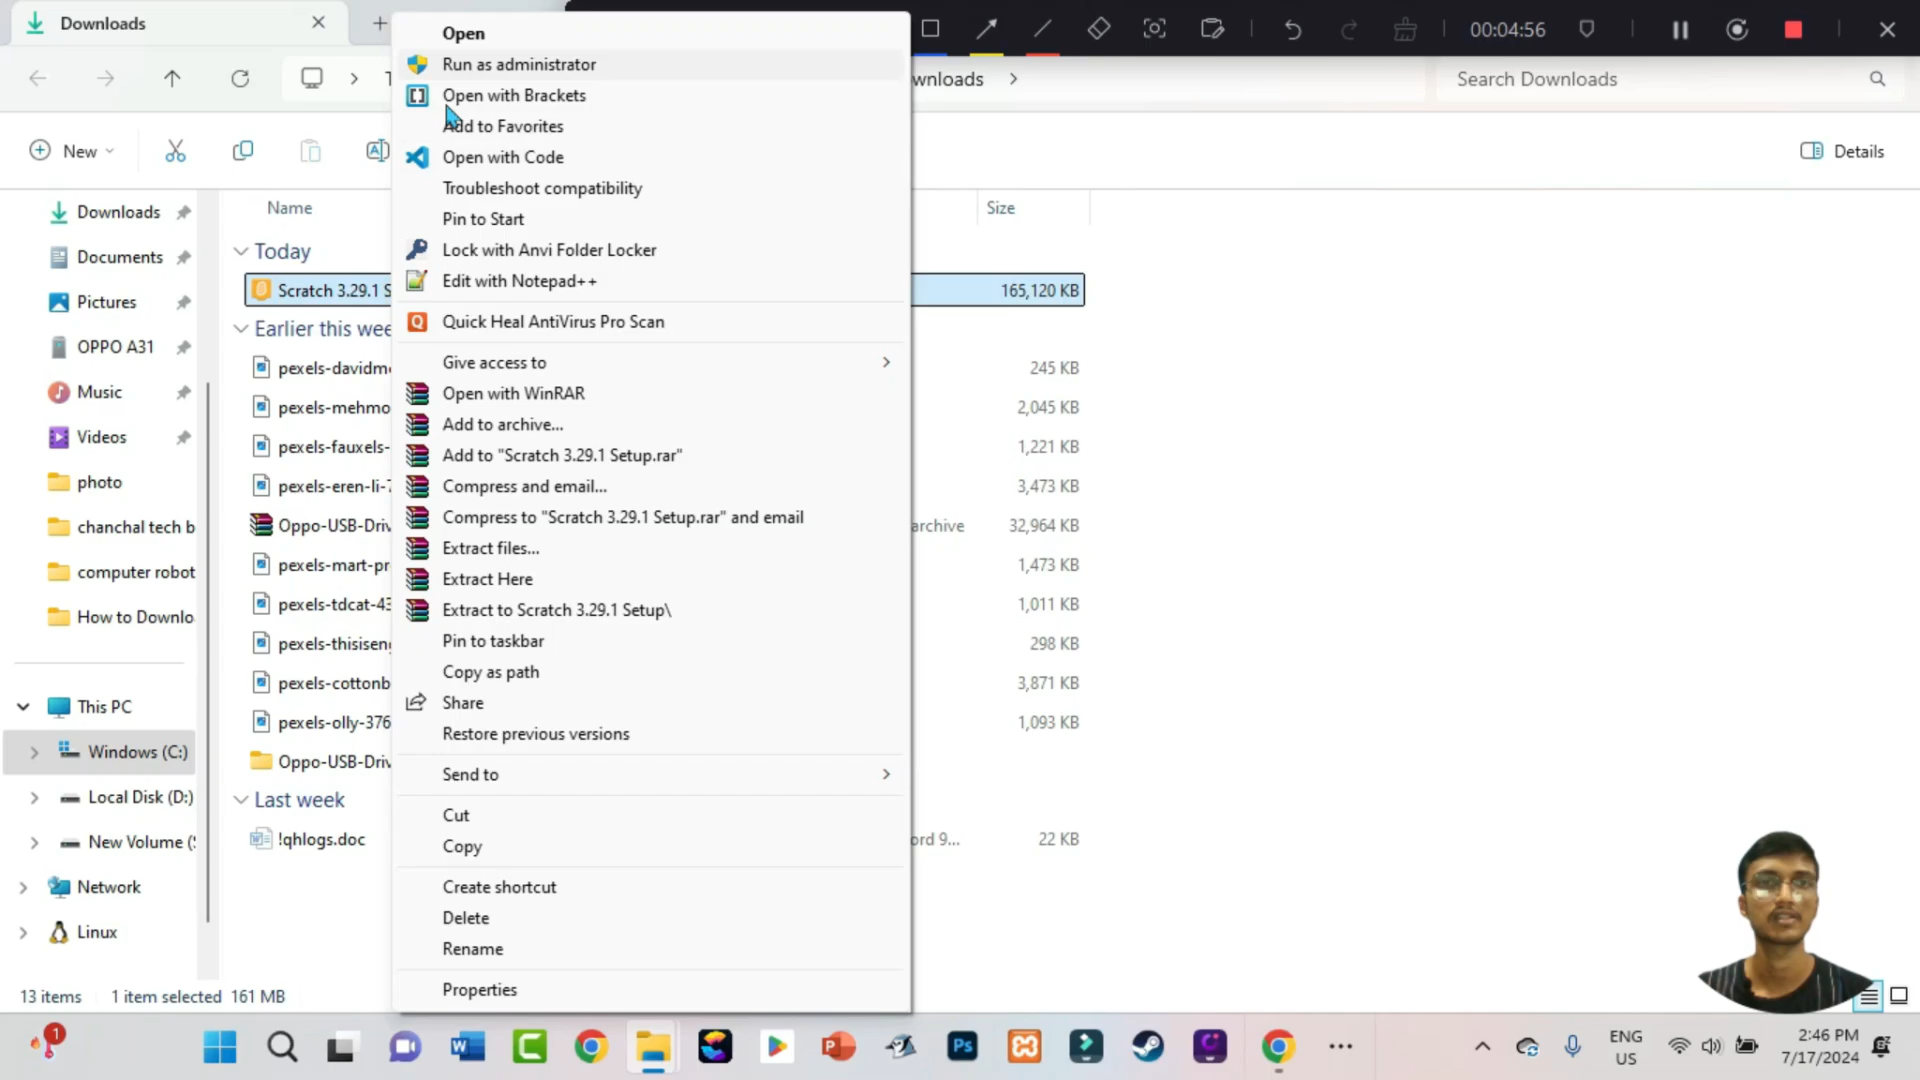 Downloads
00:04:56
T
wnloads
Search Downloads
New
Details
Downloads
Documents
Pictures
OPPO A31
Music
Videos
photo
chanchal tech b
computer robot
How to Downlo
This PC
Windows (C:)
Local Disk (D:)
New Volume (
Network
Linux
Name
Size
Today
Scratch 3.29.1 S
165,120 KB
Earlier this wee
pexels-davidm
245 KB
pexels-mehmo
2,045 KB
pexels-fauxels-
1,221 KB
pexels-eren-li-7
3,473 KB
Oppo-USB-Driv
archive
32,964 KB
pexels-mart-pr
1,473 KB
pexels-tdcat-43
1,011 KB
pexels-thisisen
298 KB
pexels-cottonb
3,871 KB
pexels-olly-376
1,093 KB
Oppo-USB-Driv
Last week
!qhlogs.doc
ord 9...
22 KB
Open
Run as administrator
Open with Brackets
Add to Favorites
Open with Code
Troubleshoot compatibility
Pin to Start
Lock with Anvi Folder Locker
Edit with Notepad++
Quick Heal AntiVirus Pro Scan
Give access to
Open with WinRAR
Add to archive...
Add to "Scratch 3.29.1 Setup.rar"
Compress and email...
Compress to "Scratch 3.29.1 Setup.rar" and email
Extract files...
Extract Here
Extract to Scratch 3.29.1 Setup\
Pin to taskbar
Copy as path
Share
Restore previous versions
Send to
Cut
Copy
Create shortcut
Delete
Rename
Properties
13 items
1 item selected 161 MB
1
Ps
ENG
US
2:46 PM
7/17/2024